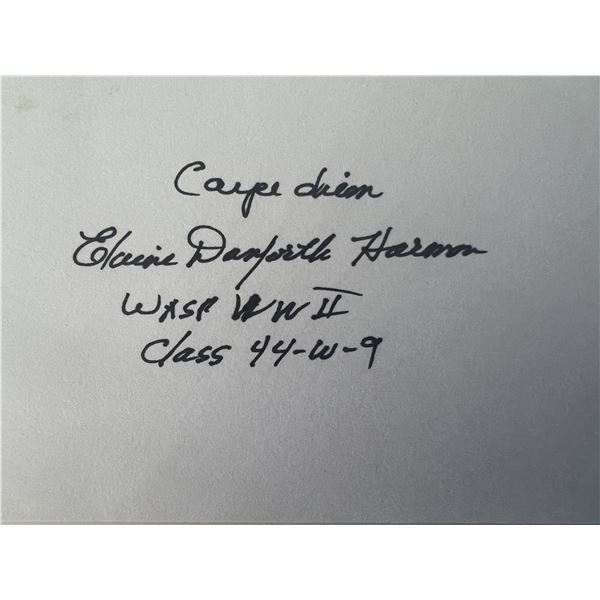 Carpe diem
Elaine Danforth Harmon
WASP WW II
Class 44-W-9